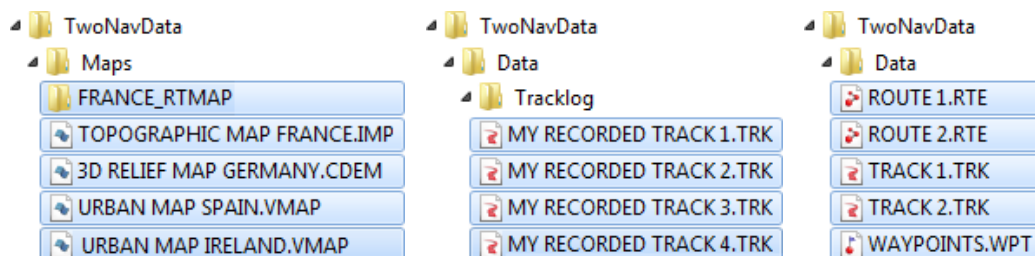 TwoNavData
Maps
FRANCE_RTMAP
TOPOGRAPHIC MAP FRANCE.IMP
3D RELIEF MAP GERMANY.CDEM
URBAN MAP SPAIN.VMAP
URBAN MAP IRELAND.VMAP
TwoNavData
Data
Tracklog
MY RECORDED TRACK 1.TRK
MY RECORDED TRACK 2.TRK
MY RECORDED TRACK 3.TRK
MY RECORDED TRACK 4.TRK
TwoNavData
Data
ROUTE 1.RTE
ROUTE 2.RTE
TRACK 1.TRK
TRACK 2.TRK
WAYPOINTS.WPT